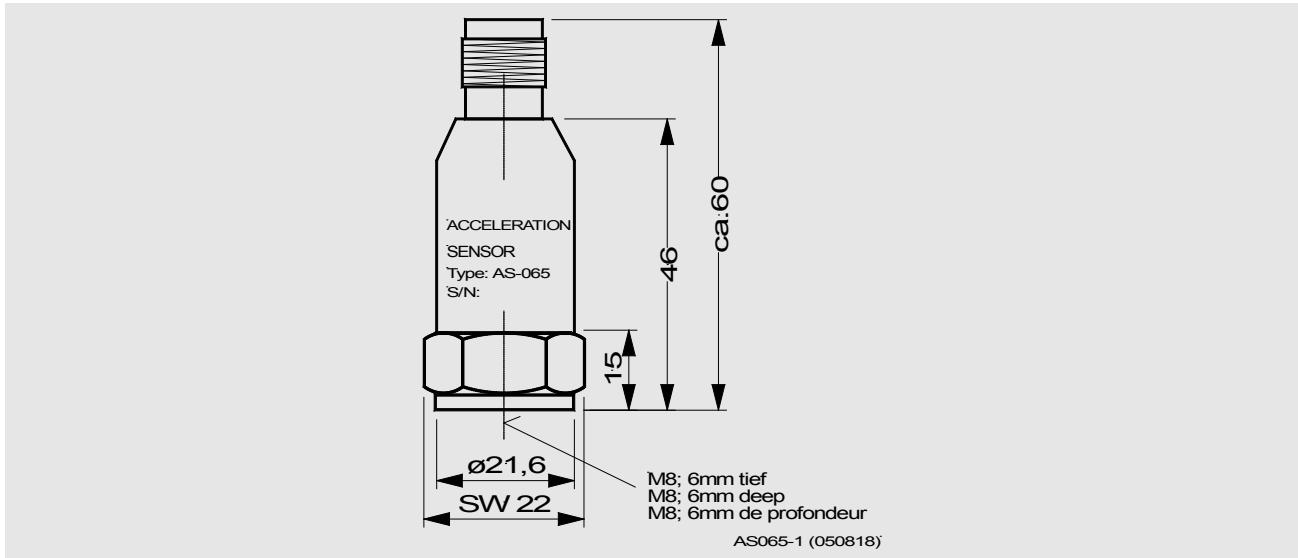 ca.60
46
ACCELERATION
SENSOR
Type: AS-065
S/N:
15
ø21,6
SW 22
M8; 6mm tief
M8; 6mm deep
M8; 6mm de profondeur
AS065-1 (050818)